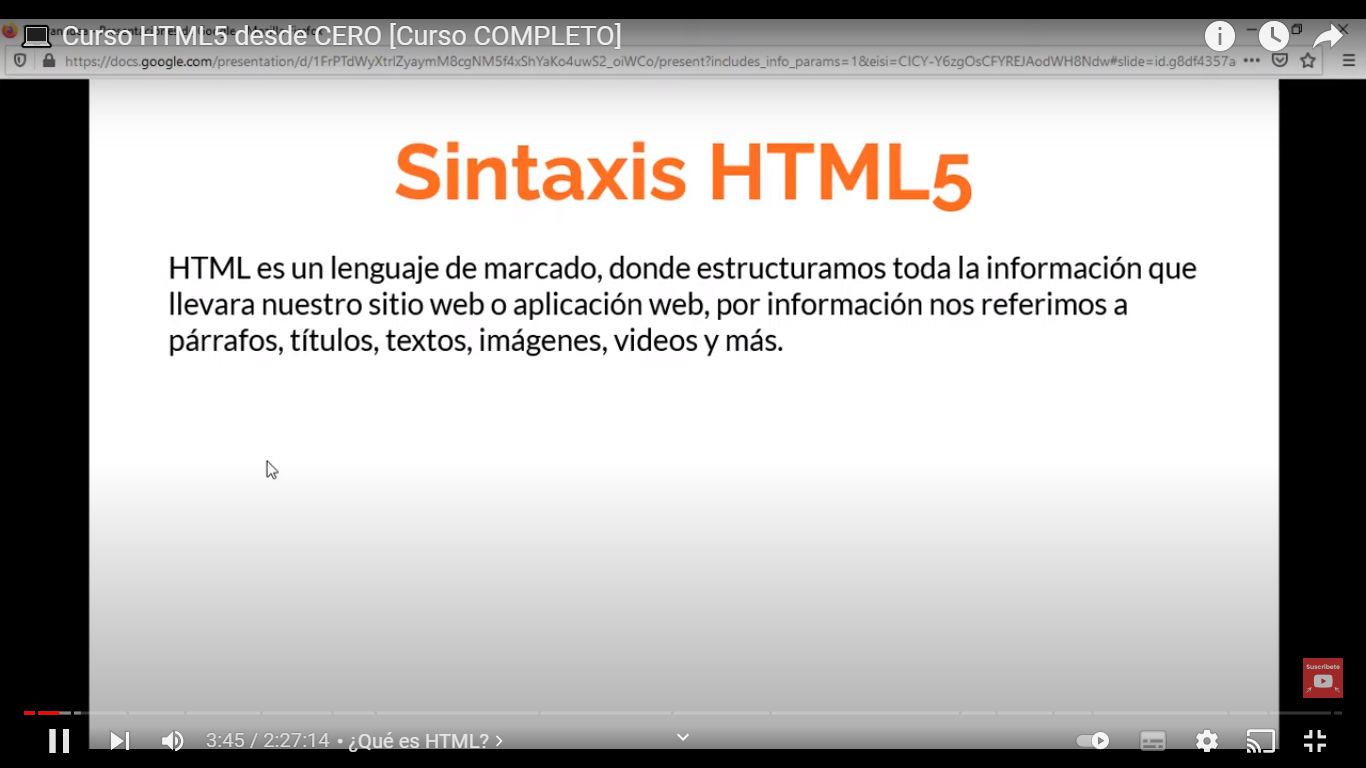 Curso HTML5 desde CERO [Curso COMPLETO]
https://docs.google.com/presentation/d/1FrPTdWyXtrlZyaymM8cgNM5f4xShYaKo4uwS2_oiWCo/present?includes_info_params=1&eisi=CICY-Y6zgOsCFYREJAodWH8Ndw#slide=id.g8df4357a
Sintaxis HTML5
HTML es un lenguaje de marcado, donde estructuramos toda la información que
llevara nuestro sitio web o aplicación web, por información nos referimos a
párrafos, títulos, textos, imágenes, videos y más.
Suscribete
3:45 / 2:27:14 • ¿Qué es HTML? >